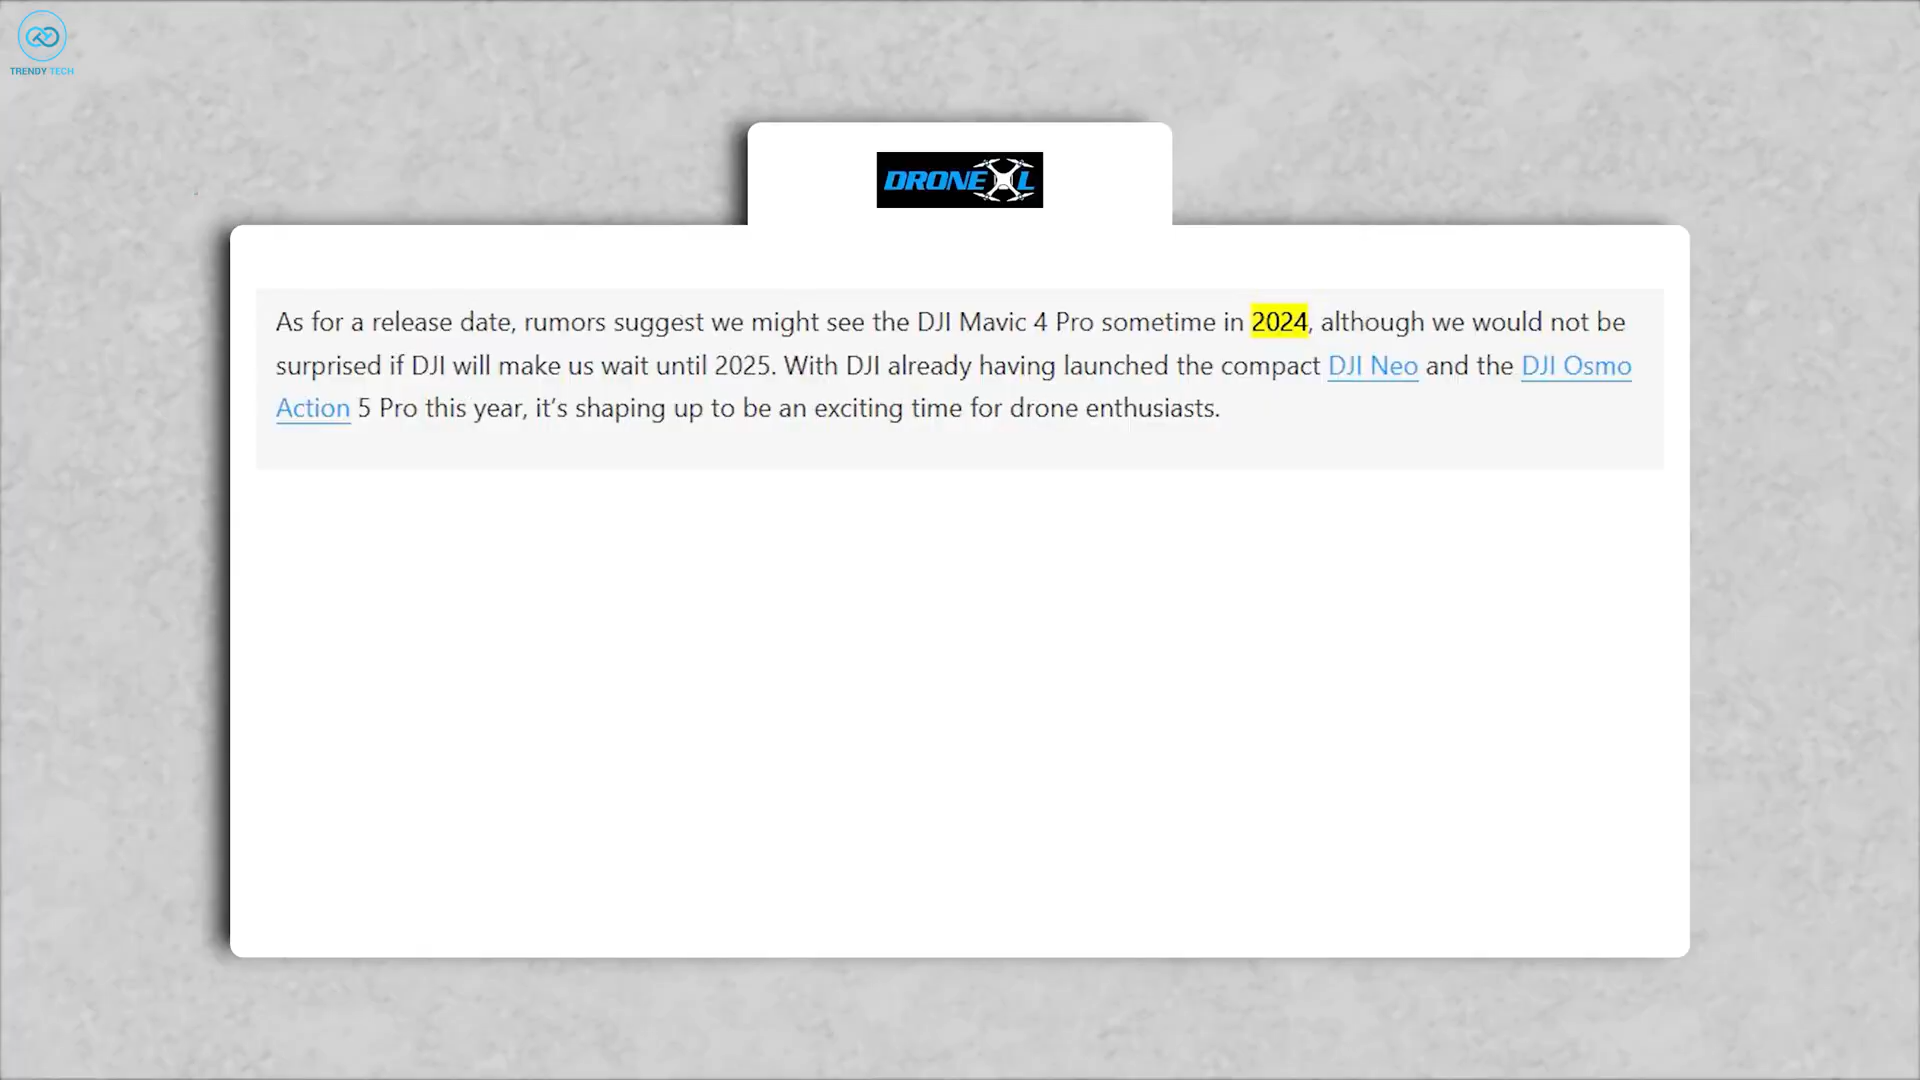 TRENDY TECH
DRONEXL
As for a release date, rumors suggest we might see the DJI Mavic 4 Pro sometime in 2024, although we would not be
surprised if DJI will make us wait until 2025. With DJI already having launched the compact DJI Neo and the DJI Osmo
Action 5 Pro this year, it’s shaping up to be an exciting time for drone enthusiasts.